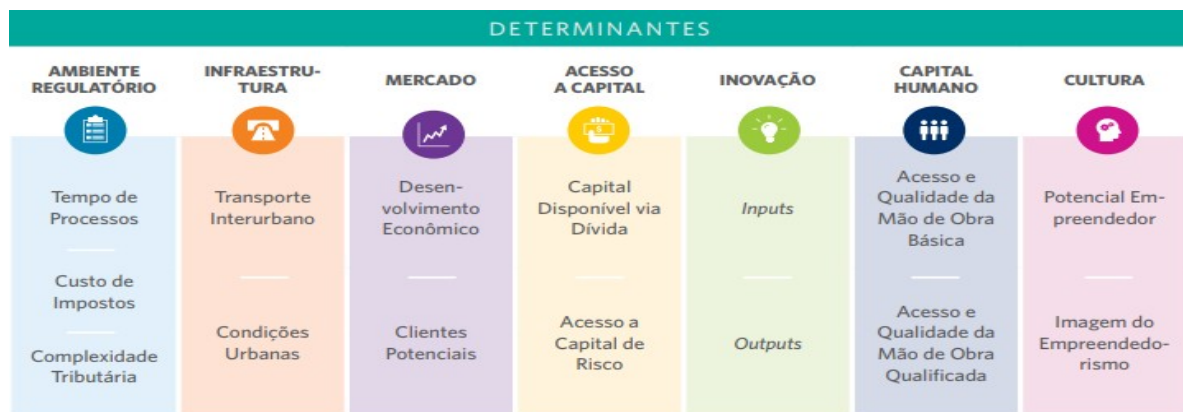 DETERMINANTES
AMBIENTE
REGULATÓRIO
Tempo de
Processos
Custo de
Impostos
Complexidade
Tributária
INFRAESTRU-
TURA
Transporte
Interurbano
Condições
Urbanas
MERCADO
Desen-
volvimento
Econômico
Clientes
Potenciais
ACESSO
A CAPITAL
Capital
Disponível via
Dívida
Acesso a
Capital de
Risco
INOVAÇÃO
Inputs
Outputs
CAPITAL
HUMANO
Acesso e
Qualidade da
Mão de Obra
Básica
Acesso e
Qualidade da
Mão de Obra
Qualificada
CULTURA
Potencial Em-
preendedor
Imagem do
Empreendedo-
rismo